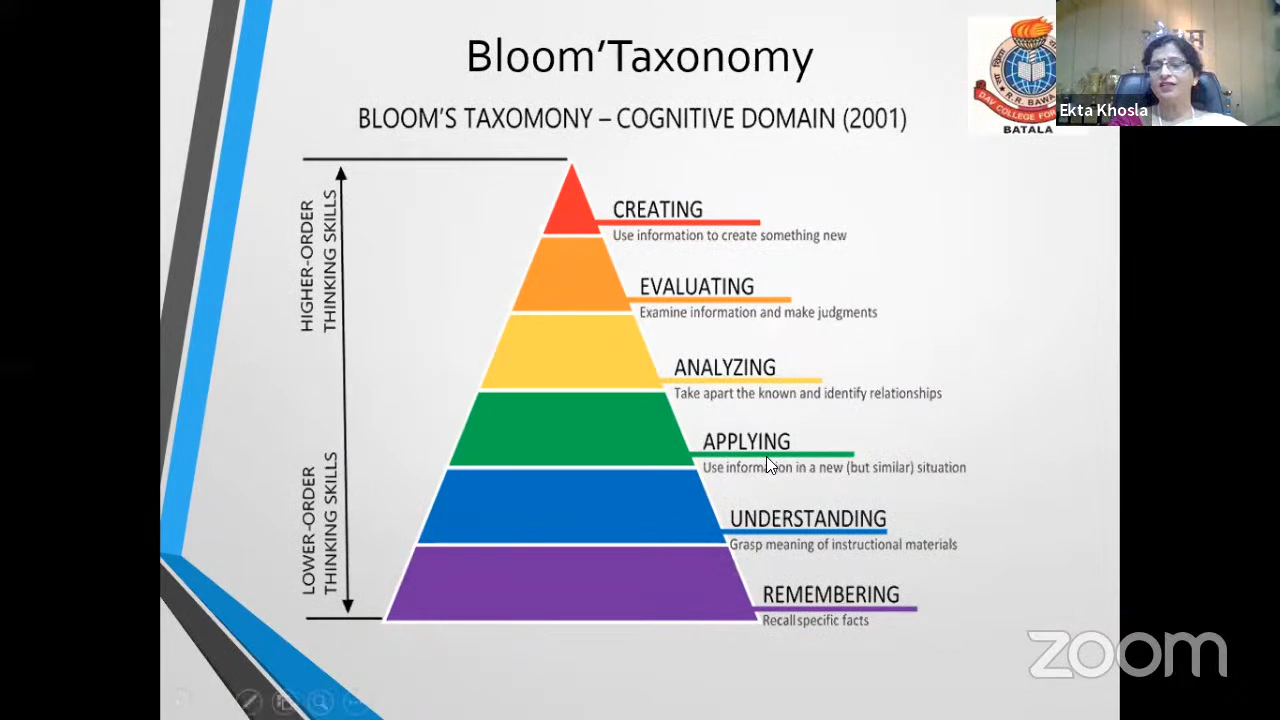 Bloom’Taxonomy
BLOOM’S TAXOMONY – COGNITIVE DOMAIN (2001)
HIGHER-ORDER
THINKING SKILLS
CREATING
Use information to create something new
EVALUATING
Examine information and make judgments
ANALYZING
Take apart the known and identify relationships
APPLYING
Use information in a new (but similar) situation
LOWER-ORDER
THINKING SKILLS
UNDERSTANDING
Grasp meaning of instructional materials
REMEMBERING
Recall specific facts
R.R. BAWA
DAV COLLEGE FOR
BATALA
Ekta Khosla
zoom